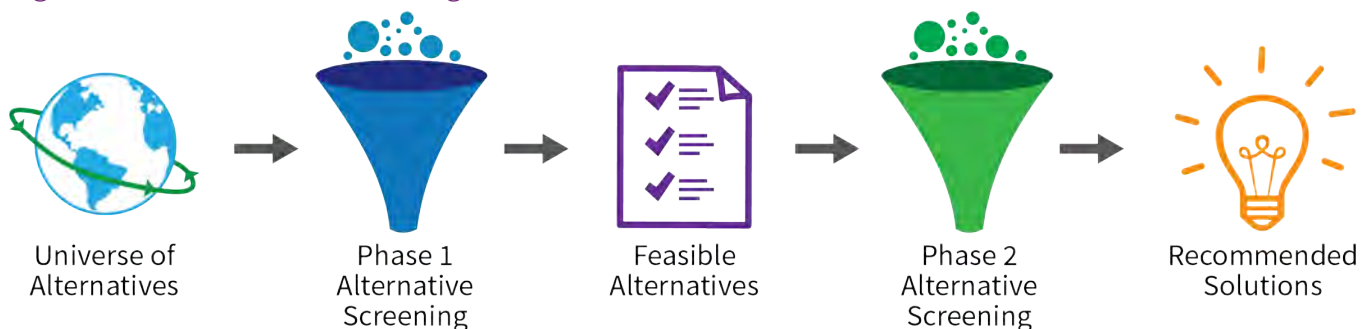 Universe of
Alternatives
Phase 1
Alternative
Screening
Feasible
Alternatives
Phase 2
Alternative
Screening
Recommended
Solutions